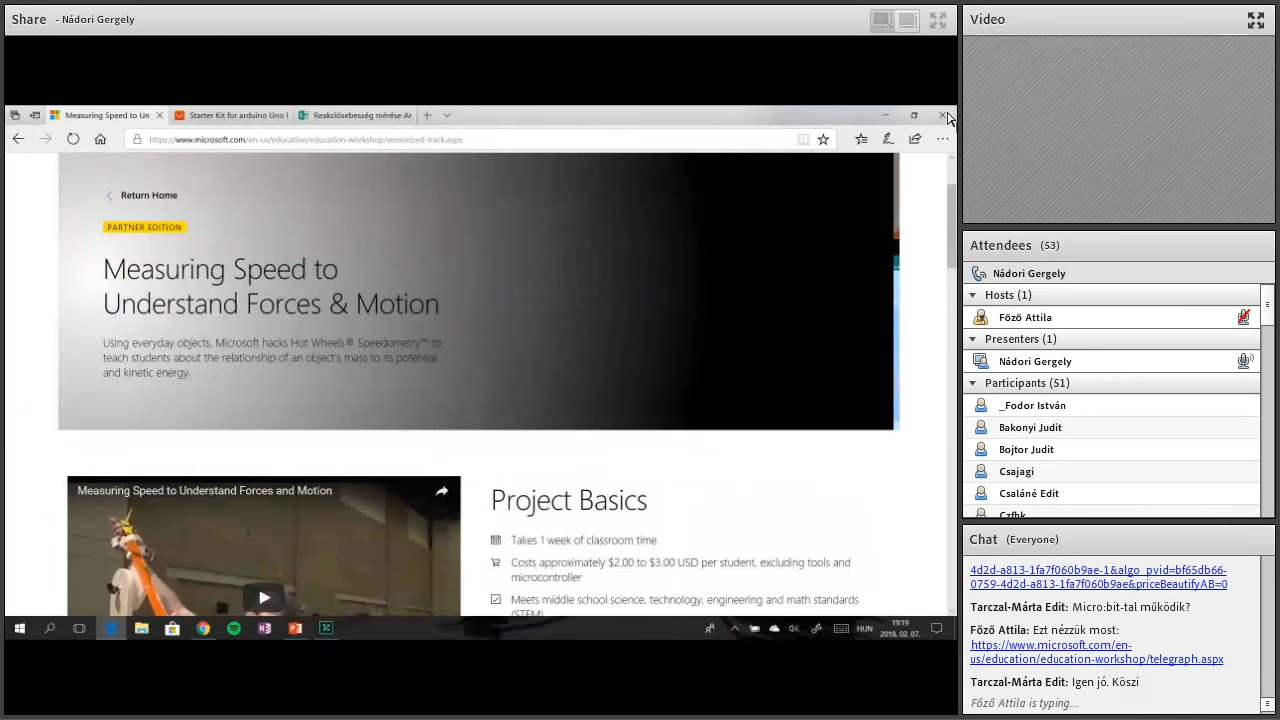 Share - Nádori Gergely
Measuring Speed to Un
Starter Kit for arduino Uno I
Reakciósebesség mérése Ar
https://www.microsoft.com/en-us/education/education-workshop/sensorized-track.aspx
Return Home
PARTNER EDITION
Measuring Speed to
Understand Forces & Motion
Using everyday objects, Microsoft hacks Hot Wheels® Speedometry™ to
teach students about the relationship of an object's mass to its potential
and kinetic energy.
Measuring Speed to Understand Forces and Motion
Project Basics
Takes 1 week of classroom time
Costs approximately $2.00 to $3.00 USD per student, excluding tools and
microcontroller
Meets middle school science, technology, engineering and math standards
(STEM)
HUN
19:19
2018. 02. 07.
Video
Attendees (53)
Nádori Gergely
Hosts (1)
Főző Attila
Presenters (1)
Nádori Gergely
Participants (51)
_Fodor István
Bakonyi Judit
Bojtor Judit
Csajagi
Csaláné Edit
Chat (Everyone)
4d2d-a813-1fa7f060b9ae-1&algo_pvid=bf65db66-
0759-4d2d-a813-1fa7f060b9ae&priceBeautifyAB=0
Tarczal-Márta Edit: Micro:bit-tal működik?
Főző Attila: Ezt nézzük most:
https://www.microsoft.com/en-
us/education/education-workshop/telegraph.aspx
Tarczal-Márta Edit: Igen jó. Köszi
Főző Attila is typing...